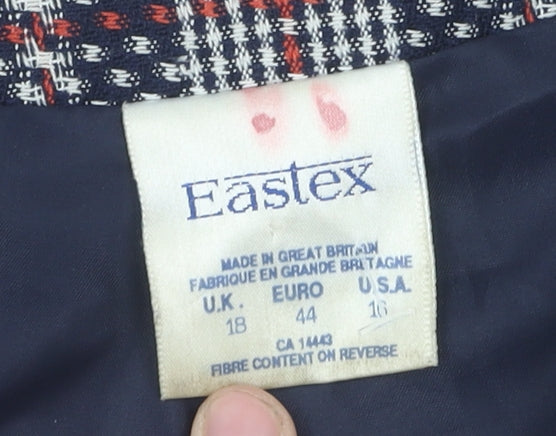 Eastex
MADE IN GREAT BRITAIN
FABRIQUE EN GRANDE BRETAGNE
U.K. EURO U.S.A.
18 44 16
CA 14443
FIBRE CONTENT ON REVERSE